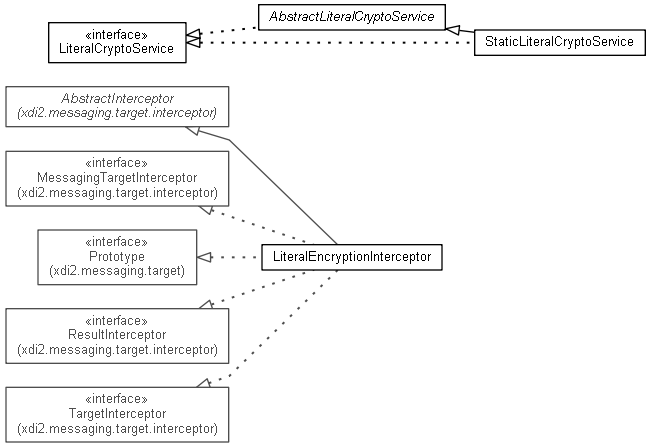 AbstractLiteralCryptoService
«interface»
LiteralCryptoService
StaticLiteralCryptoService
AbstractInterceptor
(xdi2.messaging.target.interceptor)
«interface»
MessagingTargetInterceptor
(xdi2.messaging.target.interceptor)
«interface»
Prototype
(xdi2.messaging.target)
LiteralEncryptionInterceptor
«interface»
ResultInterceptor
(xdi2.messaging.target.interceptor)
«interface»
TargetInterceptor
(xdi2.messaging.target.interceptor)